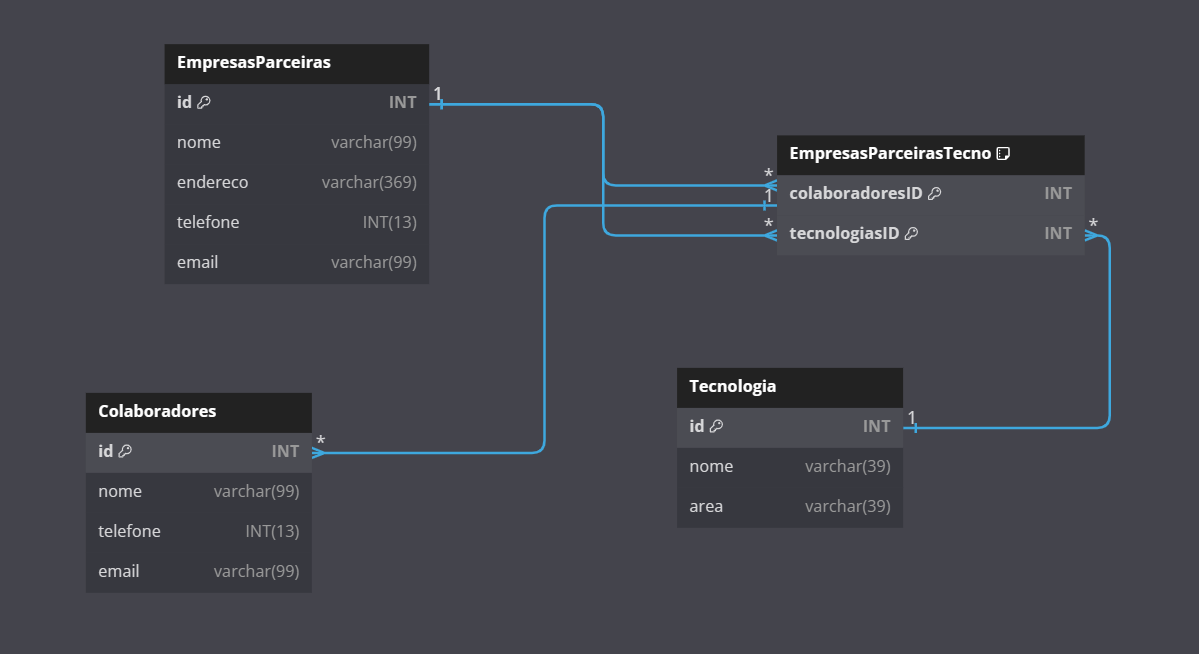 EmpresasParceiras
id INT
nome varchar(99)
endereco varchar(369)
telefone INT(13)
email varchar(99)
1
EmpresasParceirasTecno
* colaboradoresID INT
1
* tecnologiasID INT *
Colaboradores
id INT *
nome varchar(99)
telefone INT(13)
email varchar(99)
Tecnologia
id INT 1
nome varchar(39)
area varchar(39)